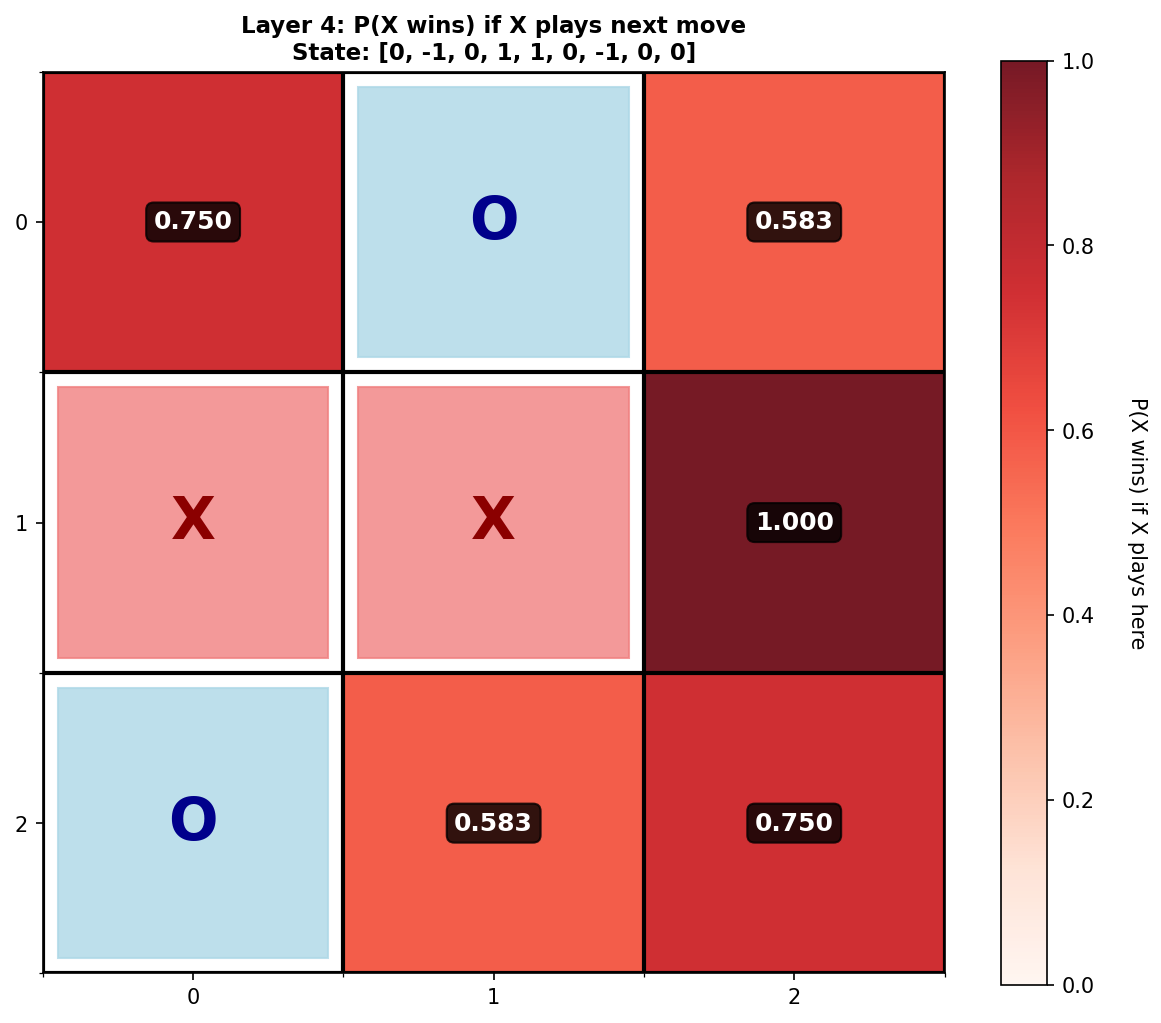 Layer 4: P(X wins) if X plays next move
State: [0, -1, 0, 1, 1, 0, -1, 0, 0]
0
0.750
O
0.583
1
X
X
1.000
2
O
0.583
0.750
0
1
2
1.0
0.8
0.6
0.4
0.2
0.0
P(X wins) if X plays here